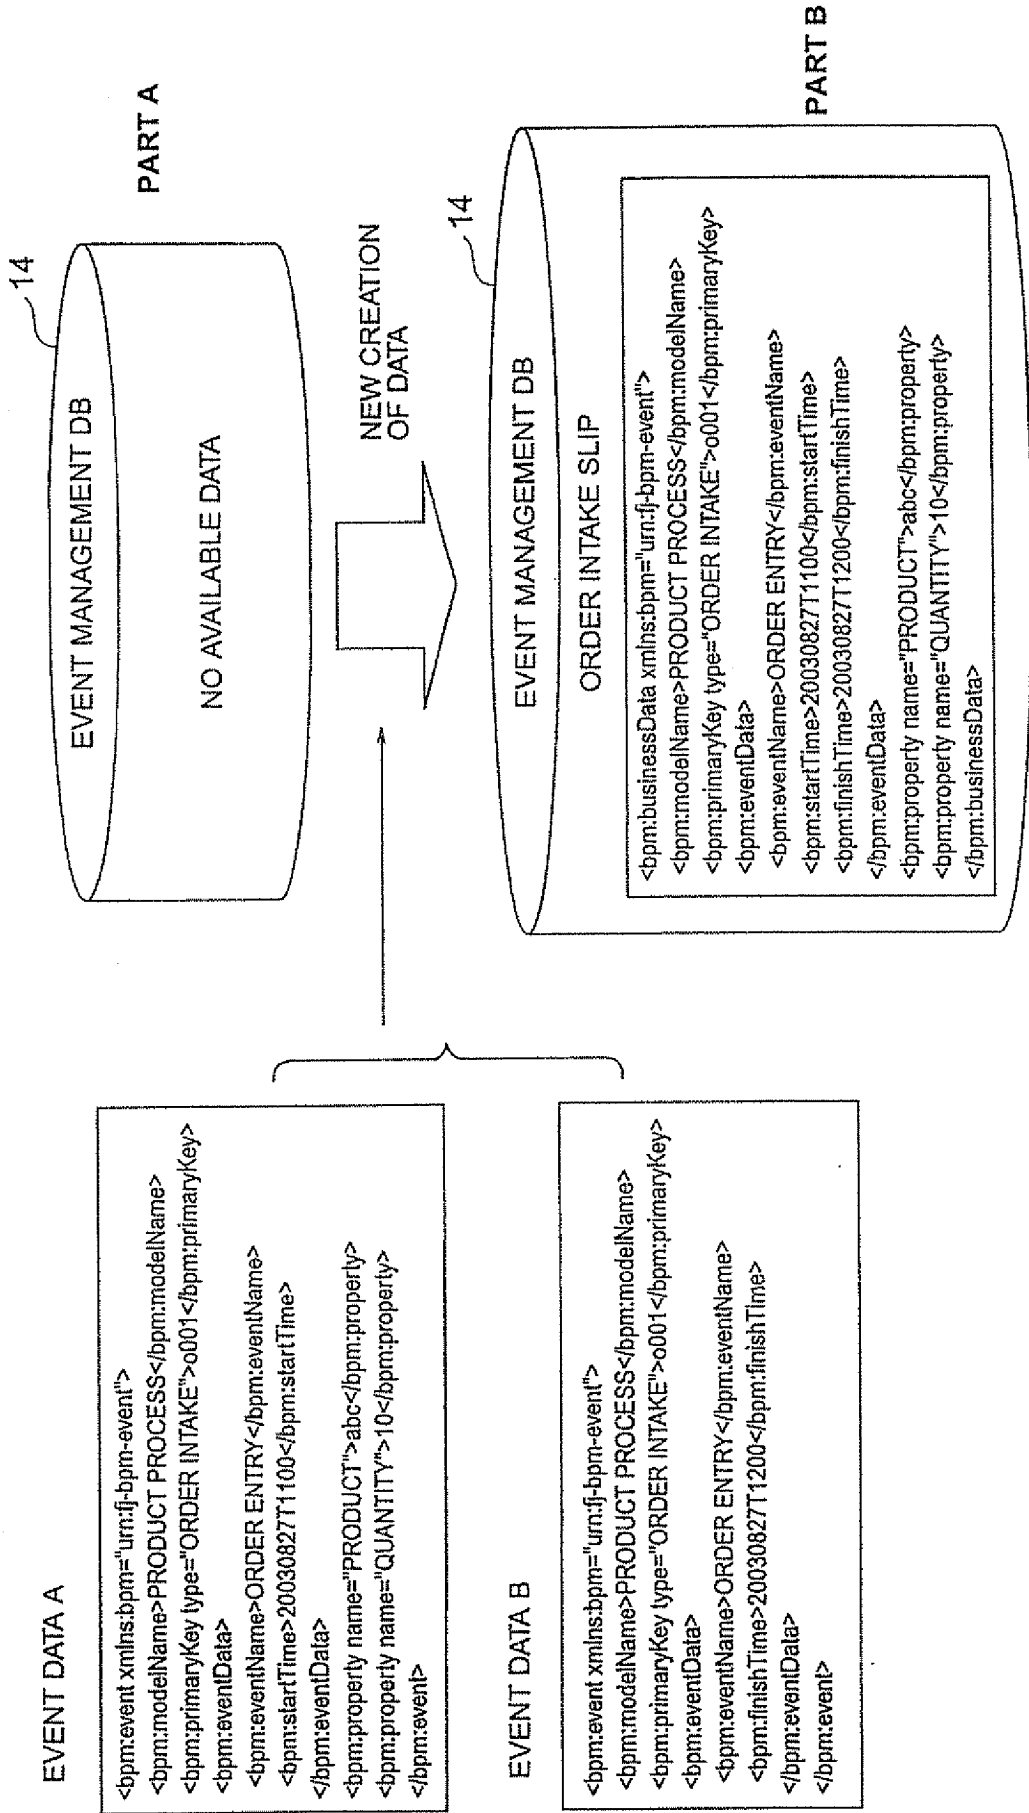 EVENT DATA A
<bpm:event xmlns:bpm="urn:fj-bpm-event">
<bpm:modelName>PRODUCT PROCESS</bpm:modelName>
<bpm:primaryKey type="ORDER INTAKE">o001</bpm:primaryKey>
<bpm:eventData>
<bpm:eventName>ORDER ENTRY</bpm:eventName>
<bpm:startTime>20030827T1100</bpm:startTime>
</bpm:eventData>
<bpm:property name="PRODUCT">abc</bpm:property>
<bpm:property name="QUANTITY">10</bpm:property>
</bpm:event>
EVENT DATA B
<bpm:event xmlns:bpm="urn:fj-bpm-event">
<bpm:modelName>PRODUCT PROCESS</bpm:modelName>
<bpm:primaryKey type="ORDER INTAKE">o001</bpm:primaryKey>
<bpm:eventData>
<bpm:eventName>ORDER ENTRY</bpm:eventName>
<bpm:finishTime>20030827T1200</bpm:finishTime>
</bpm:eventData>
</bpm:event>
14
EVENT MANAGEMENT DB
NO AVAILABLE DATA
PART A
NEW CREATION
OF DATA
14
EVENT MANAGEMENT DB
ORDER INTAKE SLIP
<bpm:businessData xmlns:bpm="urn:fj-bpm-event">
<bpm:modelName>PRODUCT PROCESS</bpm:modelName>
<bpm:primaryKey type="ORDER INTAKE">o001</bpm:primaryKey>
<bpm:eventData>
<bpm:eventName>ORDER ENTRY</bpm:eventName>
<bpm:startTime>20030827T1100</bpm:startTime>
<bpm:finishTime>20030827T1200</bpm:finishTime>
</bpm:eventData>
<bpm:property name="PRODUCT">abc</bpm:property>
<bpm:property name="QUANTITY">10</bpm:property>
</bpm:businessData>
PART B